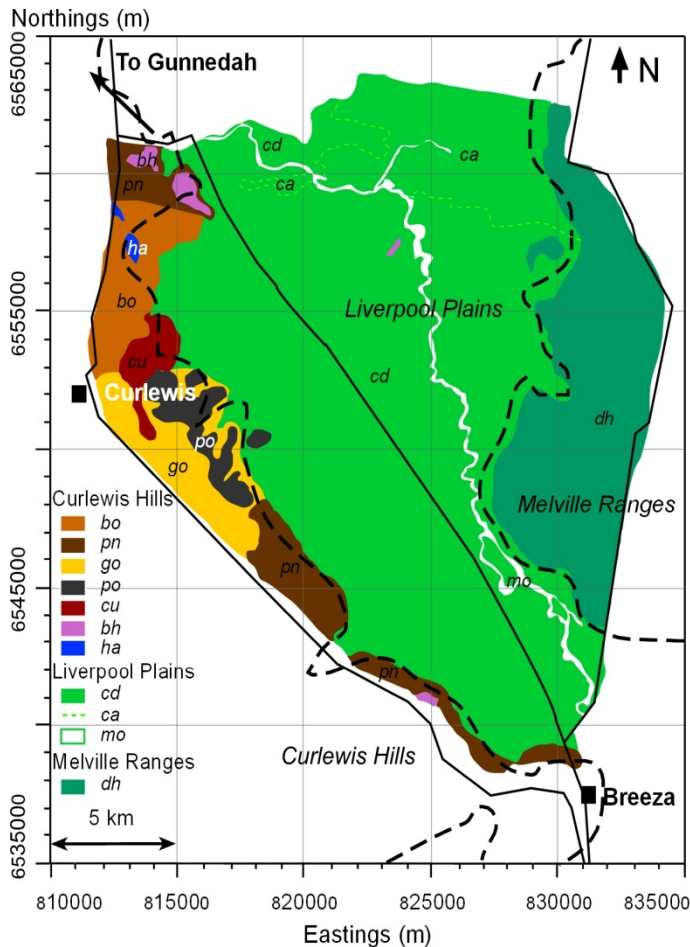 Northings (m)
To Gunnedah
N
6565000
6555000
6545000
6535000
bh
pn
cd
ca
ca
ha
bo
Liverpool Plains
cu
cd
Curlewis
po
dh
go
Melville Ranges
pn
mo
pn
Curlewis Hills
Breeza
Curlewis Hills
bo
pn
go
po
cu
bh
ha
Liverpool Plains
cd
ca
mo
Melville Ranges
dh
5 km
810000 815000 820000 825000 830000 835000
Eastings (m)